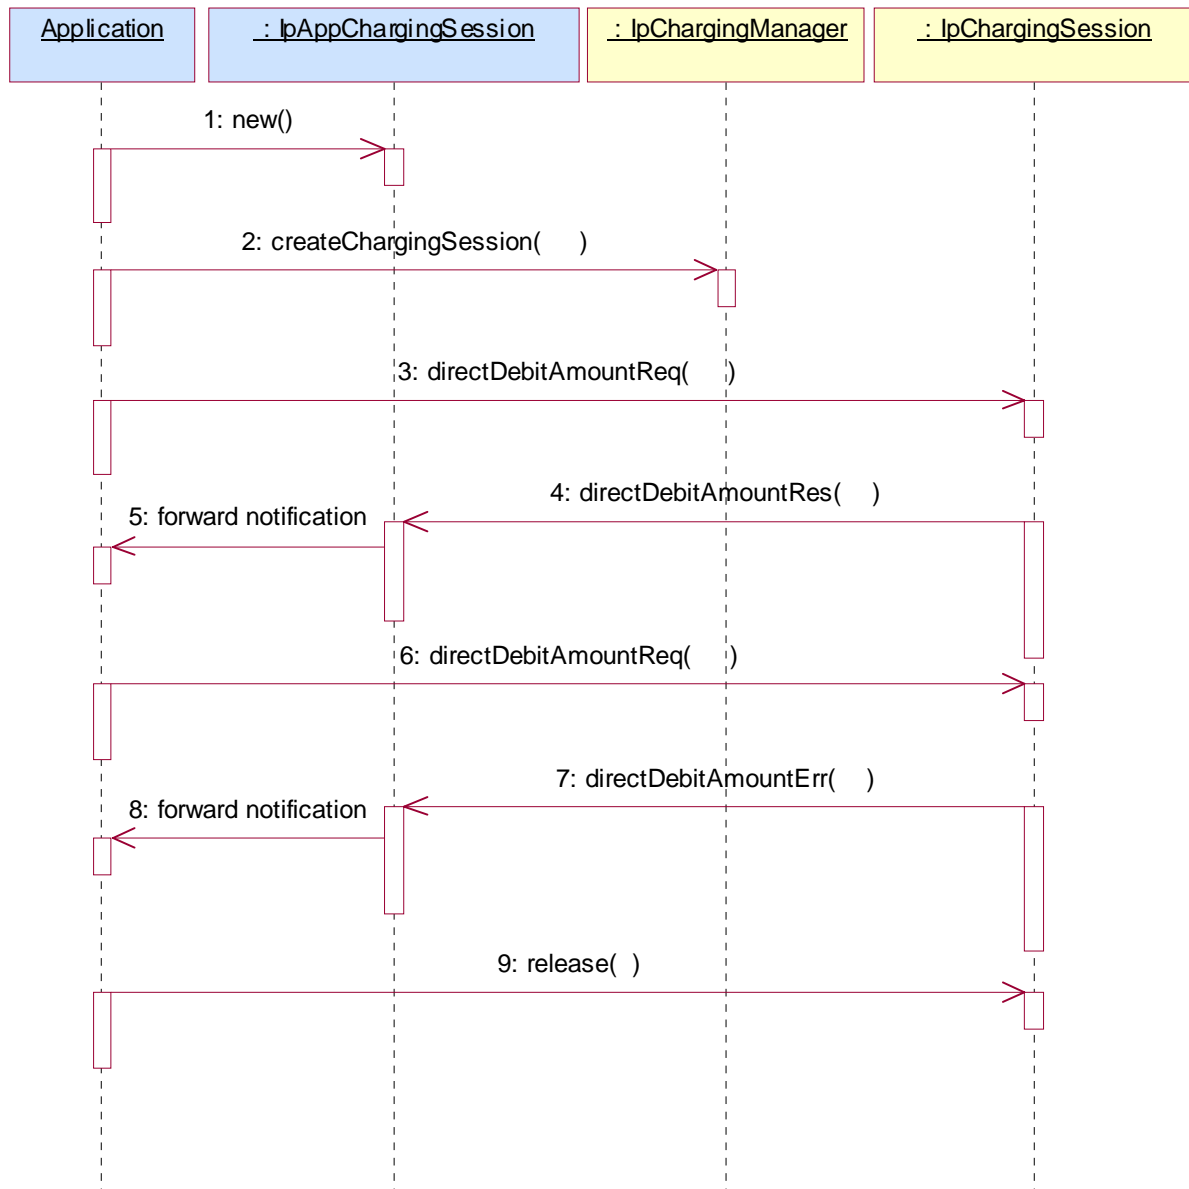 Application
: IpAppChargingSession
: IpChargingManager
: IpChargingSession
1: new()
2: createChargingSession( )
3: directDebitAmountReq( )
4: directDebitAmountRes( )
5: forward notification
6: directDebitAmountReq( )
7: directDebitAmountErr( )
8: forward notification
9: release( )